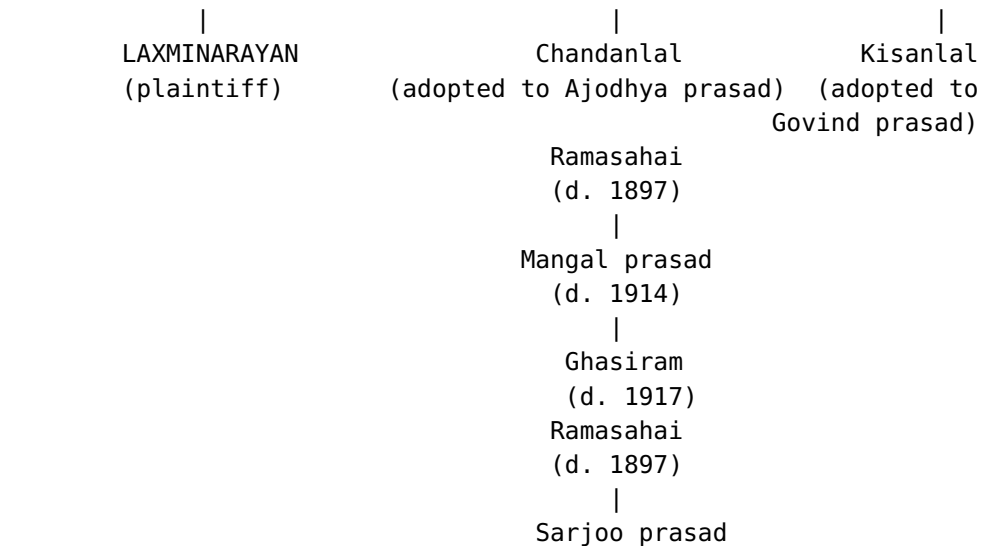 |                    |                    |
LAXMINARAYAN Chandanlal Kisanlal
(plaintiff) (adopted to Ajodhya prasad) (adopted to
Govind prasad)
Ramasahai
(d. 1897)
|
Mangal prasad
(d. 1914)
|
Ghasiram
(d. 1917)
Ramasahai
(d. 1897)
|
Sarjoo prasad